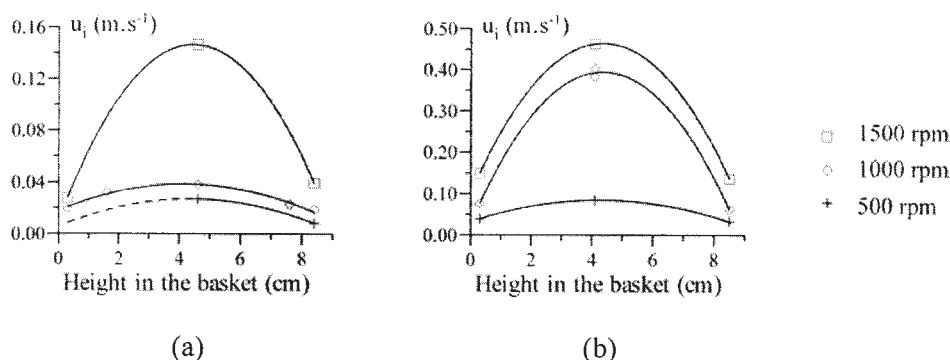 u_i (m.s⁻¹)
0.16
0.12
0.08
0.04
0.00
0 2 4 6 8
Height in the basket (cm)
(a)
u_i (m.s⁻¹)
0.50
0.40
0.30
0.20
0.10
0.00
0 2 4 6 8
Height in the basket (cm)
(b)
1500 rpm
1000 rpm
500 rpm